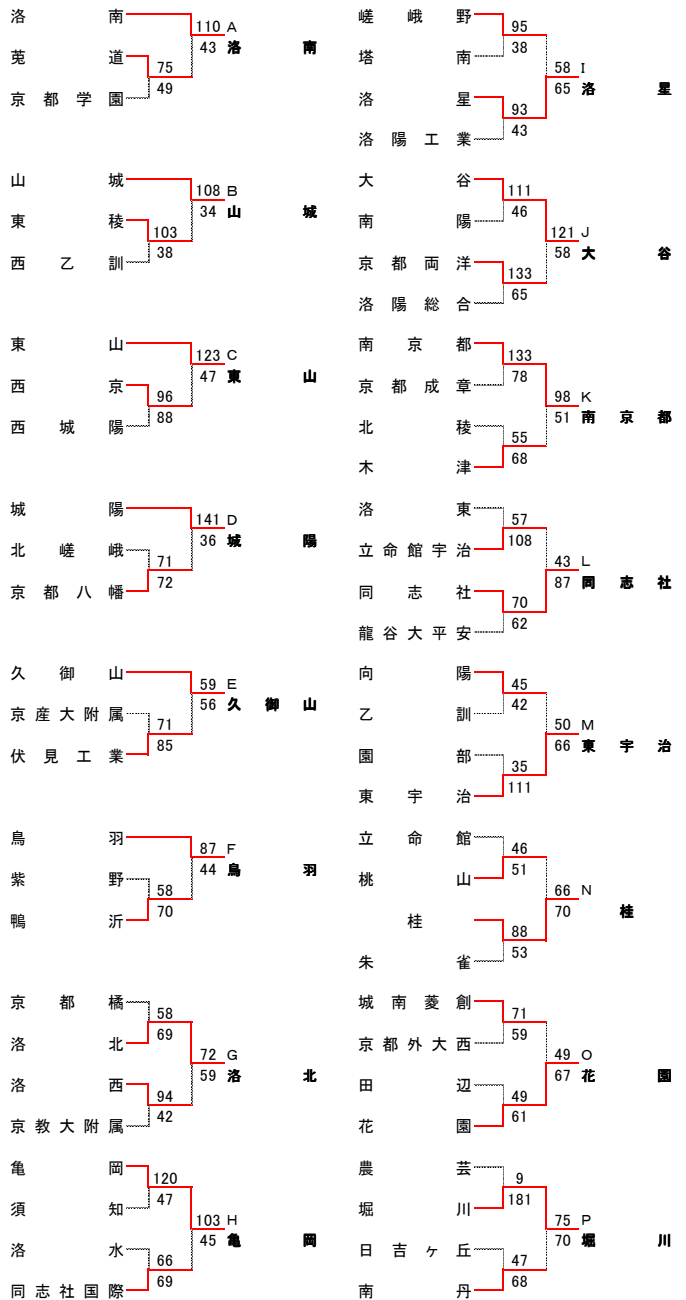 洛南
110 A
43 洛南
莵道
75
49
京都学園
山城
108 B
34 山城
東稜
103
38
西乙訓
東山
123 C
47 東山
西京
96
88
西城陽
城陽
141 D
36 城陽
北嵯峨
71
72
京都八幡
久御山
59 E
56 久御山
京産大附属
71
85
伏見工業
鳥羽
87 F
44 鳥羽
紫野
58
70
鴨沂
京都橘
58
69
洛北
72 G
59 洛北
洛西
94
42
京教大附属
亀岡
120
47
須知
103 H
45 亀岡
洛水
66
69
同志社国際
嵯峨野
95
38
塔南
58 I
65 洛星
洛星
93
43
洛陽工業
大谷
111
46
南陽
121 J
58 大谷
京都両洋
133
65
洛陽総合
南京都
133
78
京都成章
98 K
51 南京都
北稜
55
68
木津
洛東
57
108
立命館宇治
43 L
87 同志社
同志社
70
62
龍谷大平安
向陽
45
42
乙訓
50 M
66 東宇治
園部
35
111
東宇治
立命館
46
51
桃山
66 N
70 桂
桂
88
53
朱雀
城南菱創
71
59
京都外大西
49 O
67 花園
田辺
49
61
花園
農芸
9
181
堀川
75 P
70 堀川
日吉ヶ丘
47
68
南丹